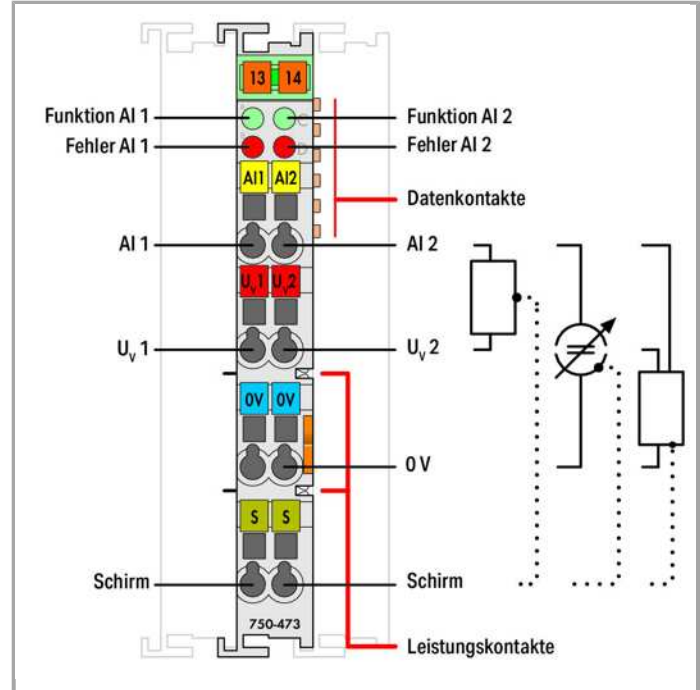 13 14
Funktion AI 1
Funktion AI 2
Fehler AI 1
Fehler AI 2
AI1 AI2
Datenkontakte
AI 1
AI 2
UV1 UV2
UV 1
UV 2
0V 0V
0 V
S S
Schirm
Schirm
750-473
Leistungskontakte